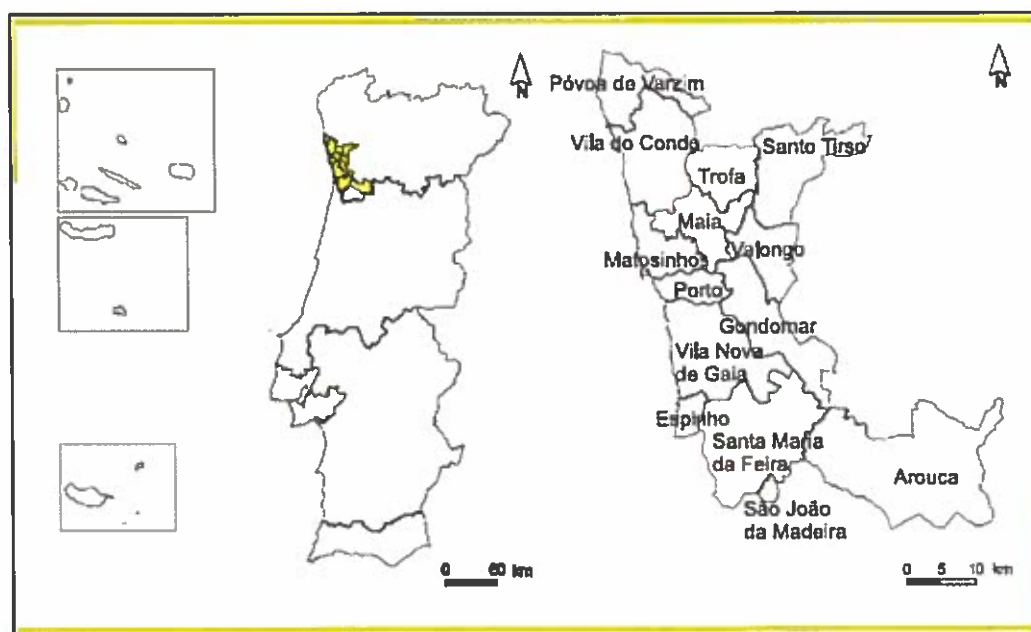 N
N
Póvoa de Varzim
Vila do Conde
Santo Tirso
Trofa
Maia
Matosinhos
Valongo
Porto
Gondomar
Vila Nova
de Gaia
Espinho
Santa Maria
da Feira
Arouca
São João
da Madeira
0 60 km
0 5 10 km